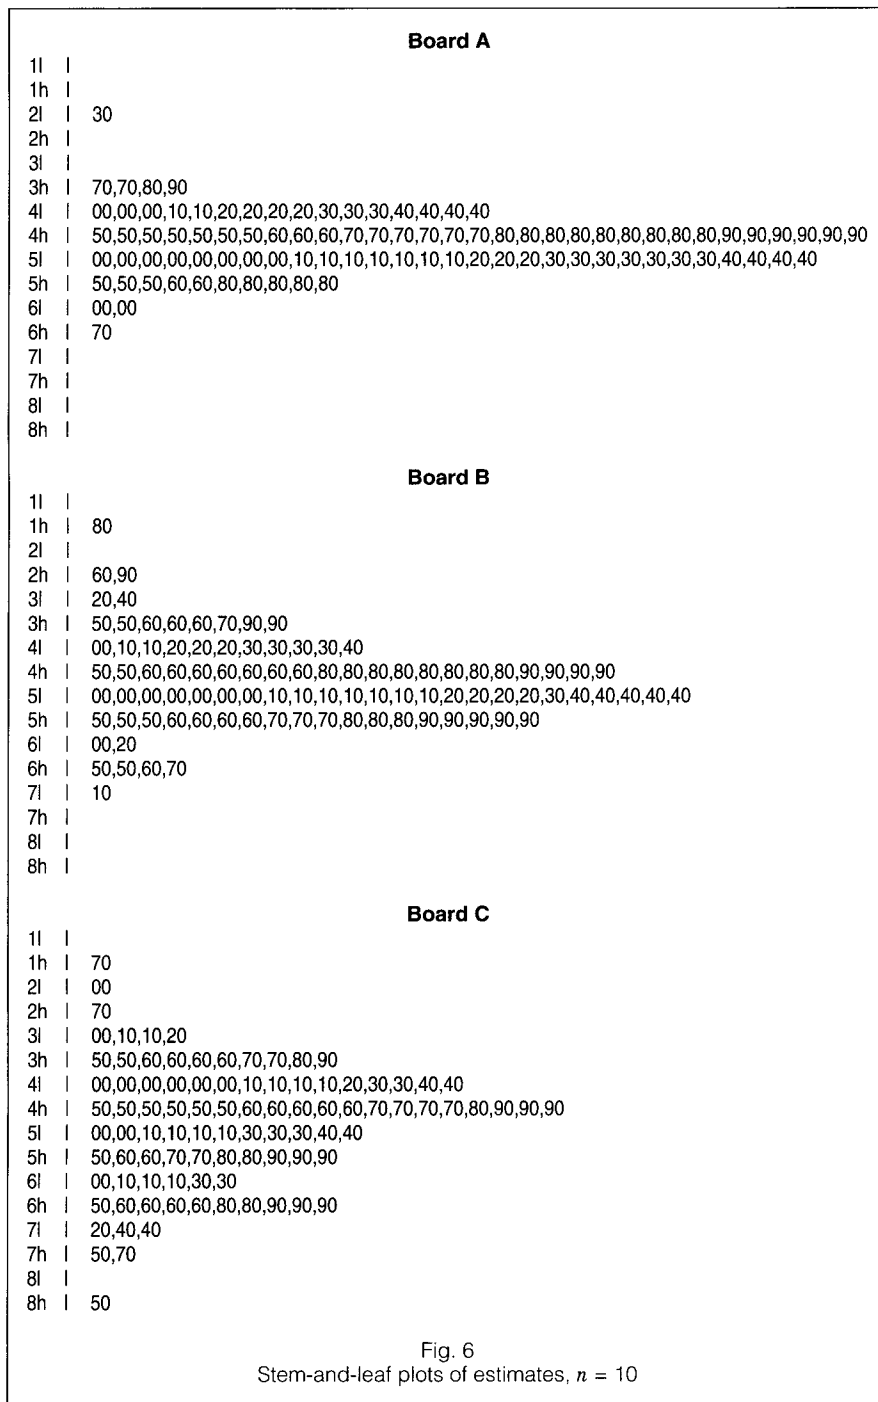 Board A
1l |
1h |
2l | 30
2h |
3l |
3h | 70,70,80,90
4l | 00,00,00,10,10,20,20,20,20,30,30,30,40,40,40,40
4h | 50,50,50,50,50,50,50,60,60,60,70,70,70,70,70,70,80,80,80,80,80,80,80,80,80,90,90,90,90,90,90
5l | 00,00,00,00,00,00,00,00,10,10,10,10,10,10,10,20,20,20,30,30,30,30,30,30,30,40,40,40,40
5h | 50,50,50,60,60,80,80,80,80,80
6l | 00,00
6h | 70
7l |
7h |
8l |
8h |
Board B
1l |
1h | 80
2l |
2h | 60,90
3l | 20,40
3h | 50,50,60,60,60,70,90,90
4l | 00,10,10,20,20,20,30,30,30,30,40
4h | 50,50,60,60,60,60,60,60,60,80,80,80,80,80,80,80,80,90,90,90,90
5l | 00,00,00,00,00,00,00,10,10,10,10,10,10,10,20,20,20,20,30,40,40,40,40,40
5h | 50,50,50,60,60,60,60,70,70,70,80,80,80,90,90,90,90,90
6l | 00,20
6h | 50,50,60,70
7l | 10
7h |
8l |
8h |
Board C
1l |
1h | 70
2l | 00
2h | 70
3l | 00,10,10,20
3h | 50,50,60,60,60,60,70,70,80,90
4l | 00,00,00,00,00,00,10,10,10,10,20,30,30,40,40
4h | 50,50,50,50,50,50,60,60,60,60,60,70,70,70,70,80,90,90,90
5l | 00,00,10,10,10,10,30,30,30,40,40
5h | 50,60,60,70,70,80,80,90,90,90
6l | 00,10,10,10,30,30
6h | 50,60,60,60,60,80,80,90,90,90
7l | 20,40,40
7h | 50,70
8l |
8h | 50
Fig. 6
Stem-and-leaf plots of estimates, n = 10